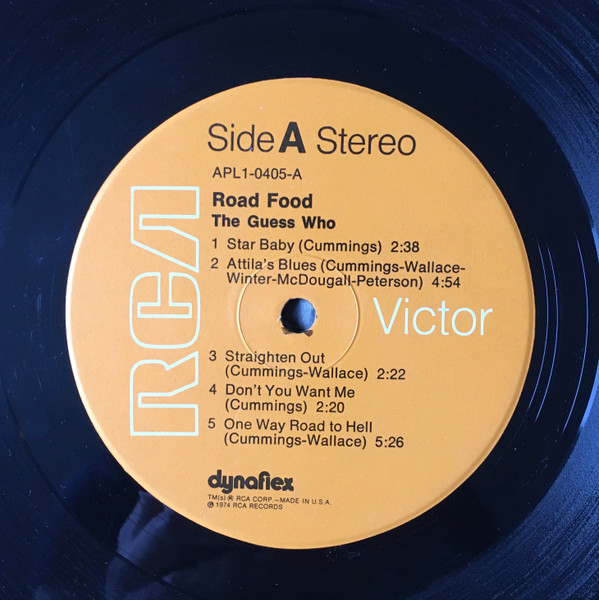 Side A Stereo
APL1-0405-A
Road Food
The Guess Who
1 Star Baby (Cummings) 2:38
2 Attila's Blues (Cummings-Wallace-
Winter-McDougall-Peterson) 4:54
RCA
Victor
3 Straighten Out
(Cummings-Wallace) 2:22
4 Don't You Want Me
(Cummings) 2:20
5 One Way Road to Hell
(Cummings-Wallace) 5:26
dynaflex
TM(s) ® RCA CORP.—MADE IN U.S.A.
℗ 1974 RCA RECORDS